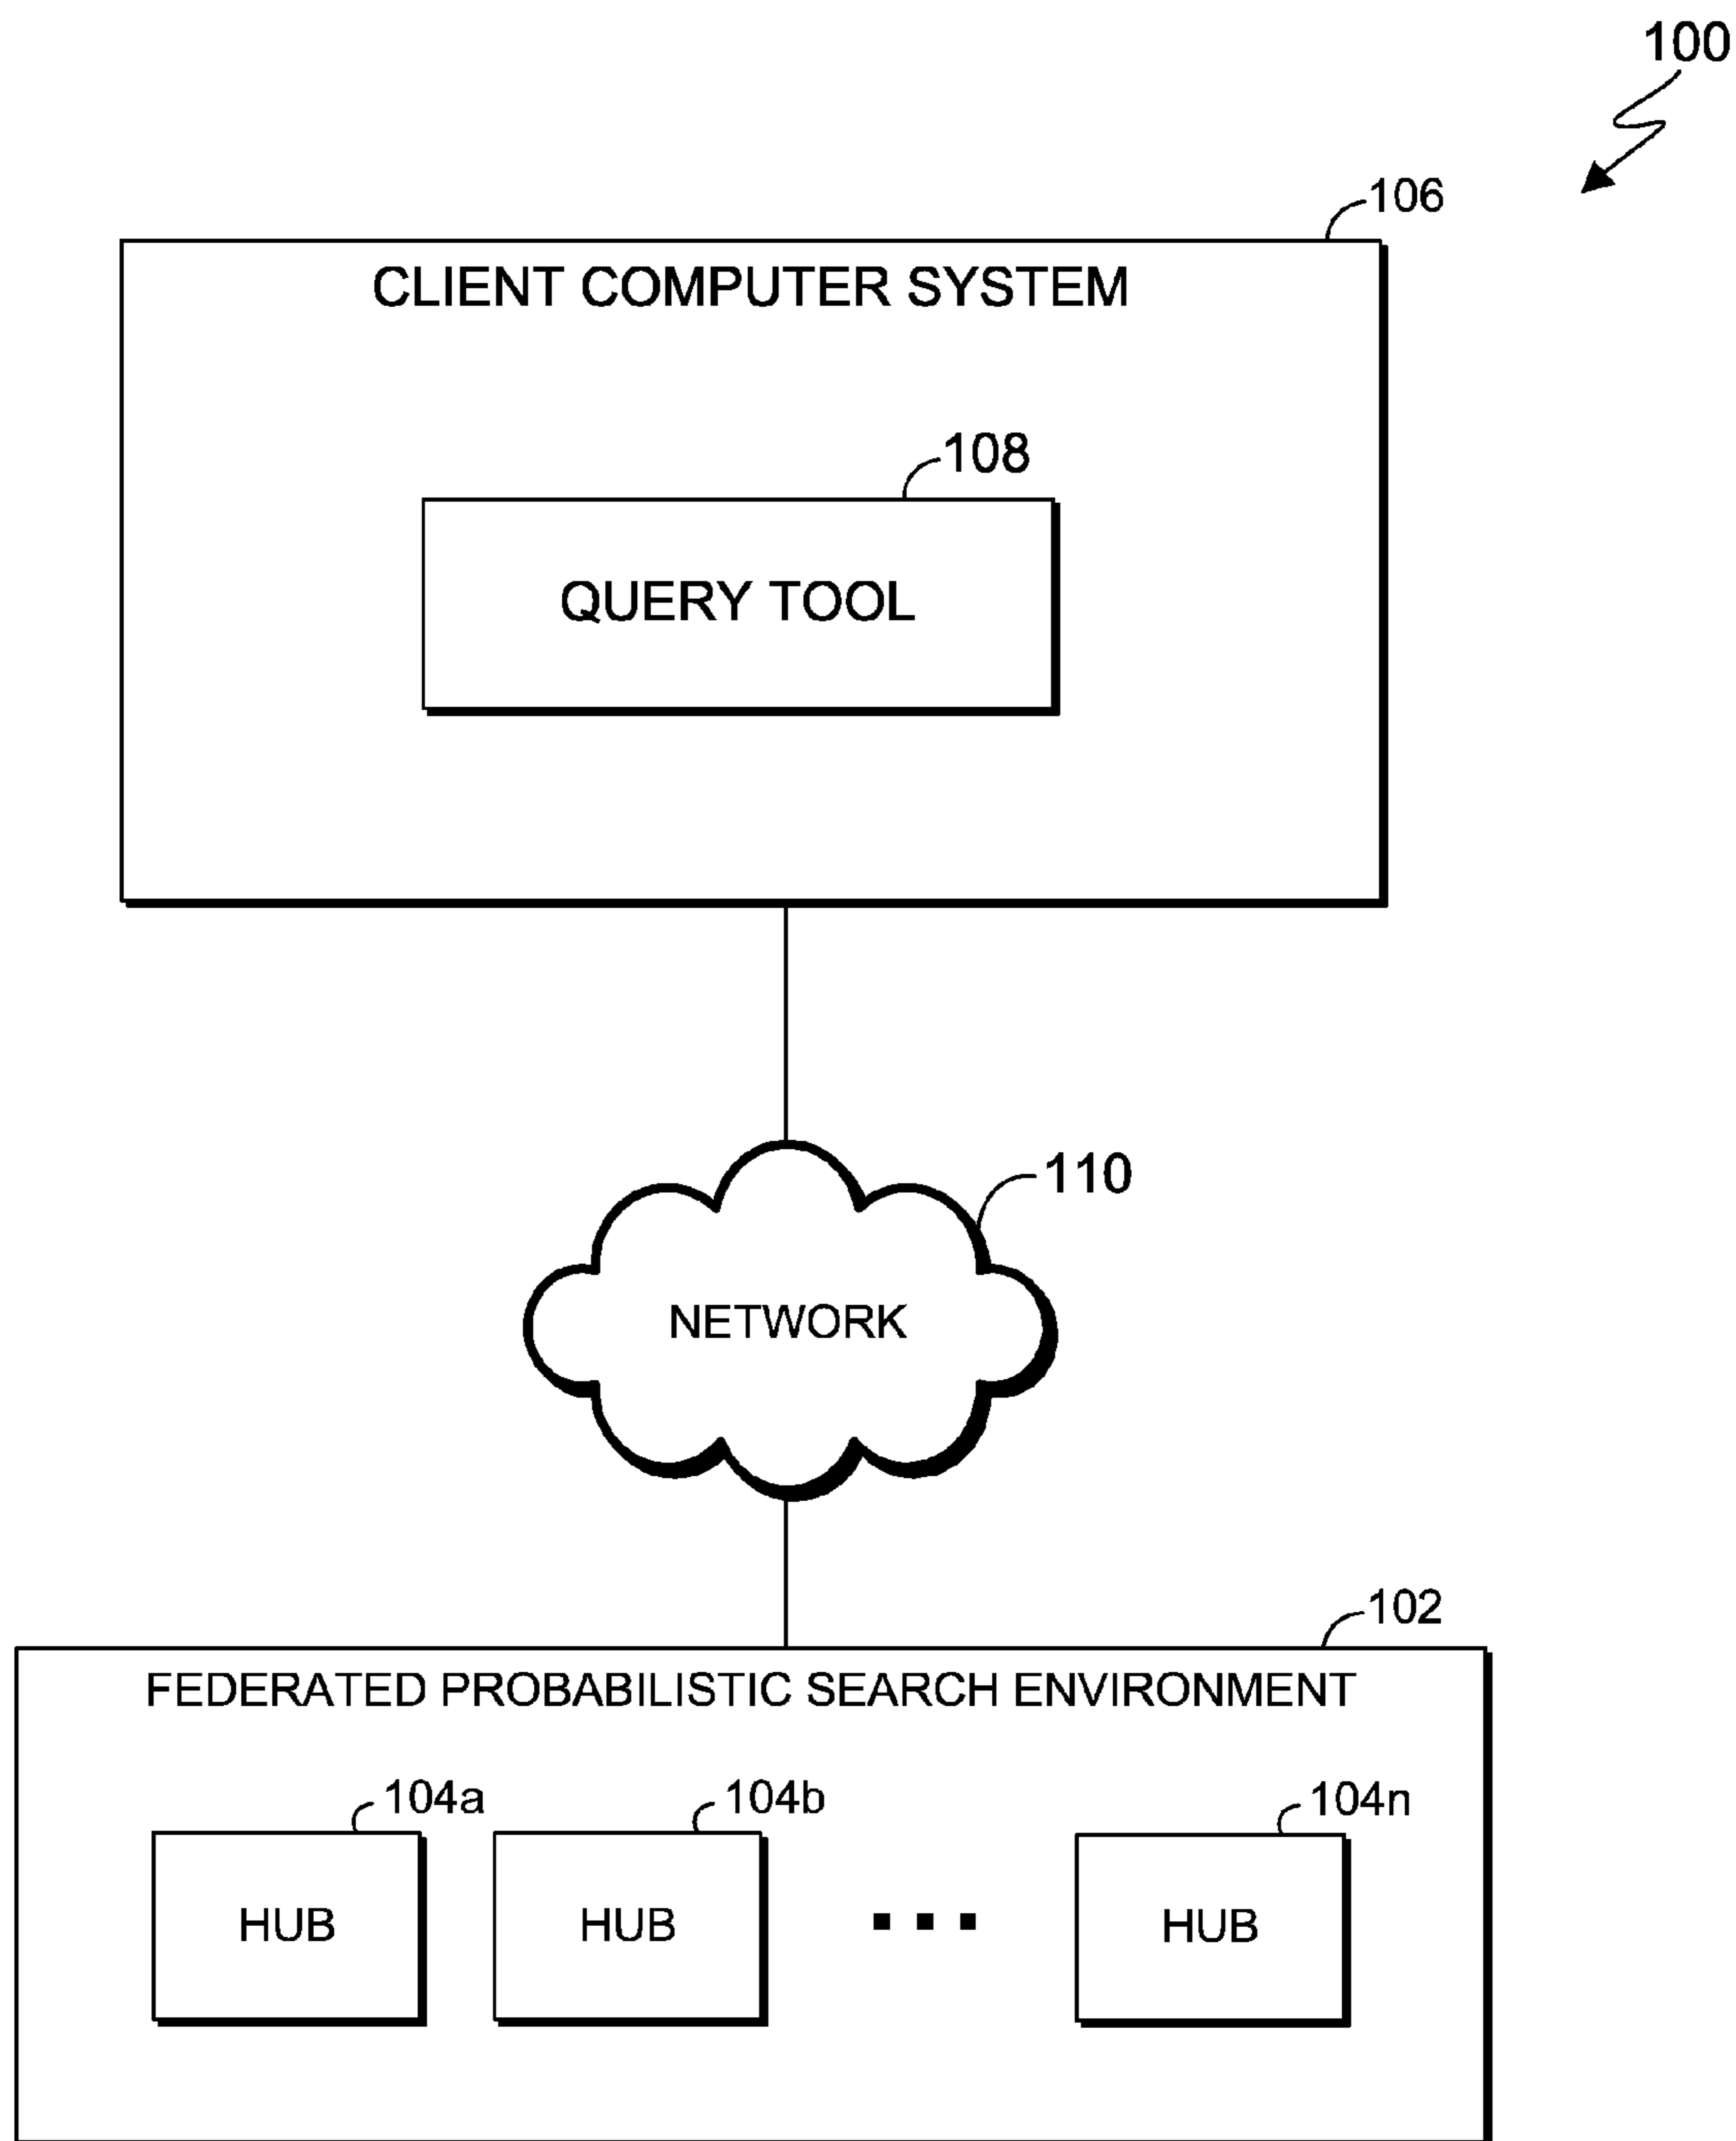 100
106
CLIENT COMPUTER SYSTEM
108
QUERY TOOL
110
NETWORK
102
FEDERATED PROBABILISTIC SEARCH ENVIRONMENT
104a
104b
104n
HUB
HUB
HUB